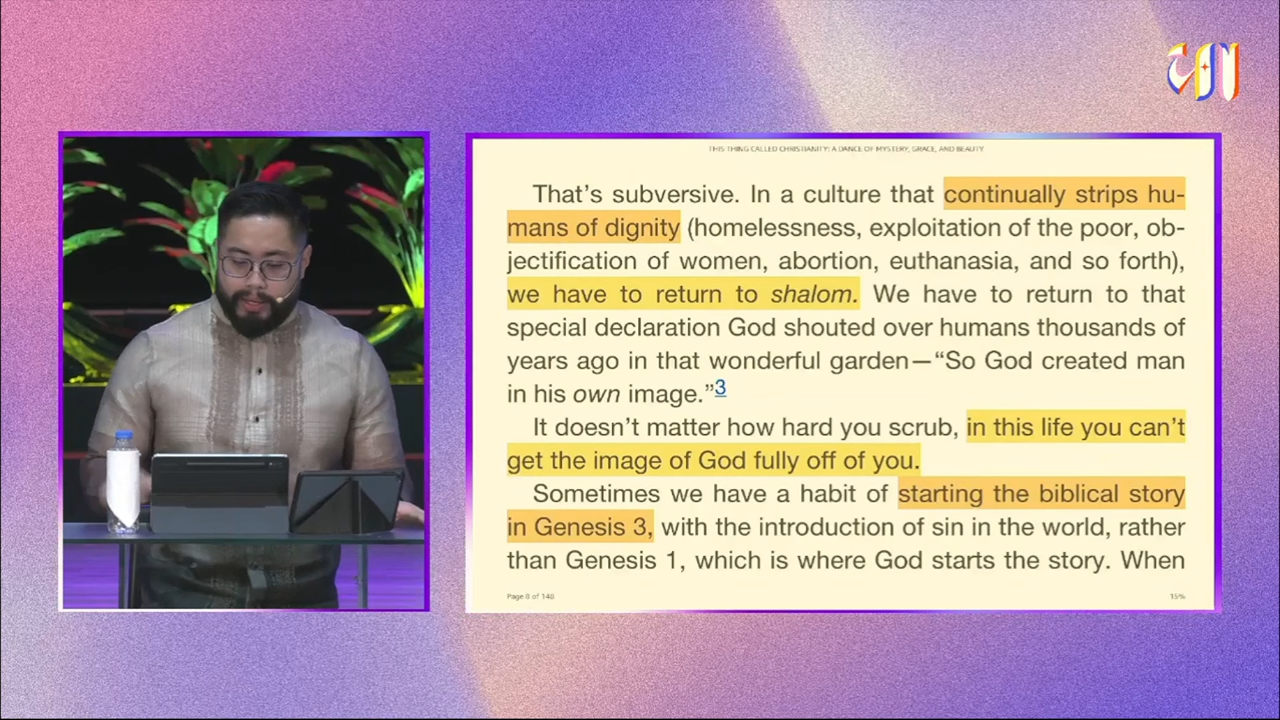 THIS THING CALLED CHRISTIANITY: A DANCE OF MYSTERY, GRACE, AND BEAUTY
That’s subversive. In a culture that continually strips hu-
mans of dignity (homelessness, exploitation of the poor, ob-
jectification of women, abortion, euthanasia, and so forth),
we have to return to shalom. We have to return to that
special declaration God shouted over humans thousands of
years ago in that wonderful garden—“So God created man
in his own image.”3
It doesn’t matter how hard you scrub, in this life you can’t
get the image of God fully off of you.
Sometimes we have a habit of starting the biblical story
in Genesis 3, with the introduction of sin in the world, rather
than Genesis 1, which is where God starts the story. When
Page 8 of 148
15%